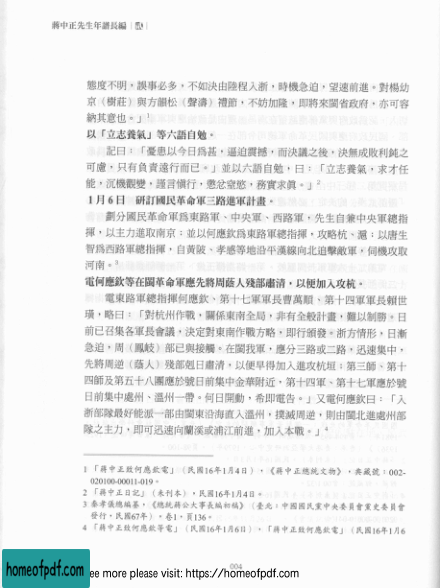 蔣中正先生年譜長編
態度不明，誤事必多，不如決由陸程入浙，時機急迫，望速前進。對楊幼
京（樹莊）與方韻松（聲濤）禮節，不妨加隆，即將來閩省政府，亦可容
納其意也。」1
以「立志養氣」等六語自勉。
記曰：「優患以今日爲甚，逼迫震撼，而決議之後，決無成敗利鈍之
可慮，只有負責遠行而已。」並以六語自勉，曰：「立志養氣，求才任
能，沉機觀變，謹言慎行，懲忿窒慾，務實求眞。」2
1月6日　研訂國民革命軍三路進軍計畫。
劃分國民革命軍爲東路軍、中央軍、西路軍，先生自兼中央軍總指
揮，以主力進取南京；並以何應欽爲東路軍總指揮，攻略杭、滬；以唐生
智爲西路軍總指揮，自黃陂、孝感等地沿平漢線向北追擊敵軍，伺機攻取
河南。3
電何應欽等在閩革命軍應先將周蔭人殘部肅清，以便加入攻杭。
電東路軍總指揮何應欽、第十七軍軍長曹萬順、第十四軍軍長賴世
璜，略曰：「對杭州作戰，關係東南全局，非有全般計畫，難以制勝。日
前已召集各軍長會議，決定對東南作戰方略，即行頒發。浙方情形，日漸
急迫，周（鳳岐）部已與接觸。在閩我軍，應分三路或二路，迅速集中，
先將周逆（蔭人）殘部剋日肅清，以便早得加入進攻杭垣：第三師、第十
四師及第五十八團應於號日前集中金華附近，第十四軍、第十七軍應於號
日前集中處州、溫州一帶。何日開動，希即電告。」又電何應欽曰：「入
浙部隊最好能派一部由閩東沿海直入溫州，撲滅周逆，則由閩北進處州部
隊之主力，即可迅速向蘭溪或浦江前進，加入本戰。」4
1 「蔣中正致何應欽電」（民國16年1月4日），《蔣中正總統文物》，典藏號：002-
020100-00011-019。
2 「蔣中正日記」（未刊本），民國16年1月4日。
3 秦孝儀總編纂，《總統蔣公大事長編初稿》（臺北：中國國民黨中央委員會黨史委員會
發行，民國67年），卷1，頁136。
4 「蔣中正致何應欽等電」（民國16年1月6日）、「蔣中正致何應欽電」（民國16年1月6
004
homeofpdf.com
ee more please visit: https://homeofpdf.com